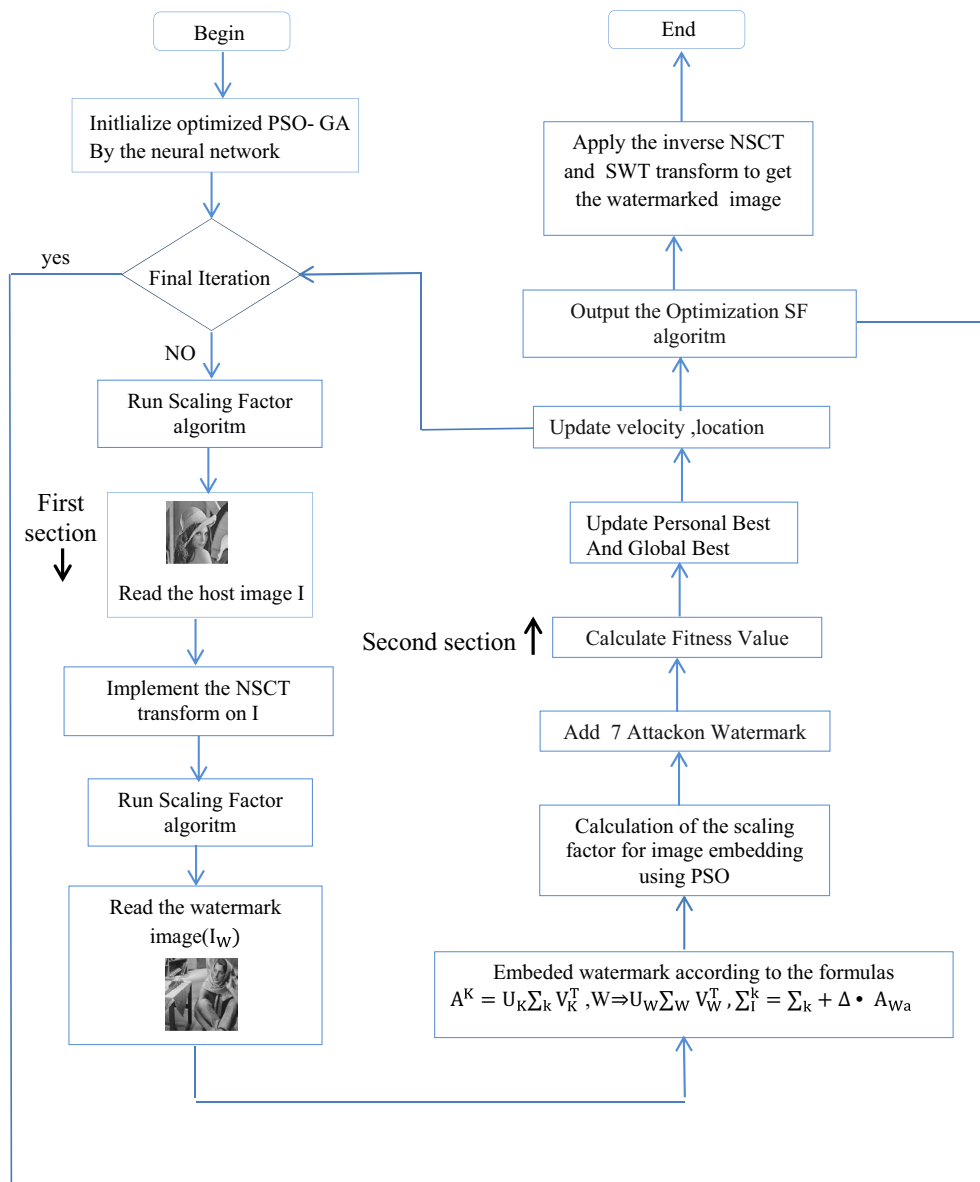 Begin
Initlialize optimized PSO- GA
By the neural network
yes
Final Iteration
NO
Run Scaling Factor
algoritm
First
section
Read the host image I
Implement the NSCT
transform on I
Run Scaling Factor
algoritm
Read the watermark
image(I_W)
End
Apply the inverse NSCT
and SWT transform to get
the watermarked image
Output the Optimization SF
algoritm
Update velocity ,location
Update Personal Best
And Global Best
Second section
Calculate Fitness Value
Add 7 Attackon Watermark
Calculation of the scaling
factor for image embedding
using PSO
Embeded watermark according to the formulas
A^K = U_K∑_k V_K^T ,W⇒U_W∑_W V_W^T ,∑_I^k = ∑_k + Δ • A_Wa